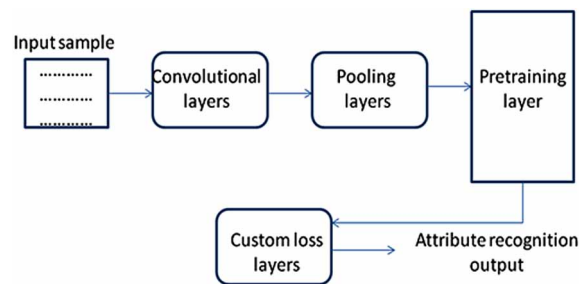 Input sample
............
............
............
Convolutional
layers
Pooling
layers
Pretraining
layer
Custom loss
layers
Attribute recognition
output